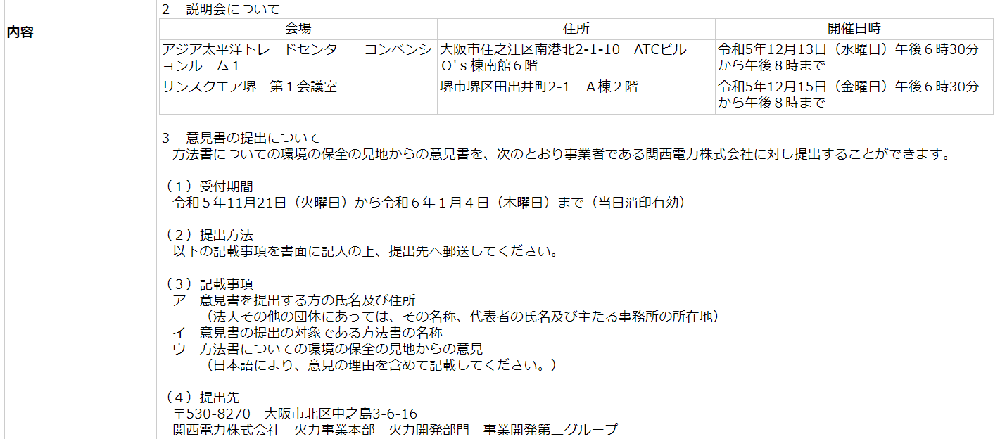 内容
２　説明会について
会場　住所　開催日時
アジア太平洋トレードセンター　コンベンシ
ョンルーム１
大阪市住之江区南港北2-1-10　ATCビル
Ｏ'ｓ棟南館６階
令和5年12月13日（水曜日）午後６時30分
から午後８時まで
サンスクエア堺　第１会議室
堺市堺区田出井町2-1　Ａ棟２階
令和5年12月15日（金曜日）午後６時30分
から午後８時まで
３　意見書の提出について
方法書についての環境の保全の見地からの意見書を、次のとおり事業者である関西電力株式会社に対し提出することができます。
（１）受付期間
令和５年11月21日（火曜日）から令和６年１月４日（木曜日）まで（当日消印有効）
（２）提出方法
以下の記載事項を書面に記入の上、提出先へ郵送してください。
（３）記載事項
ア　意見書を提出する方の氏名及び住所
（法人その他の団体にあっては、その名称、代表者の氏名及び主たる事務所の所在地）
イ　意見書の提出の対象である方法書の名称
ウ　方法書についての環境の保全の見地からの意見
（日本語により、意見の理由を含めて記載してください。）
（４）提出先
〒530-8270　大阪市北区中之島3-6-16
関西電力株式会社　火力事業本部　火力開発部門　事業開発第二グループ